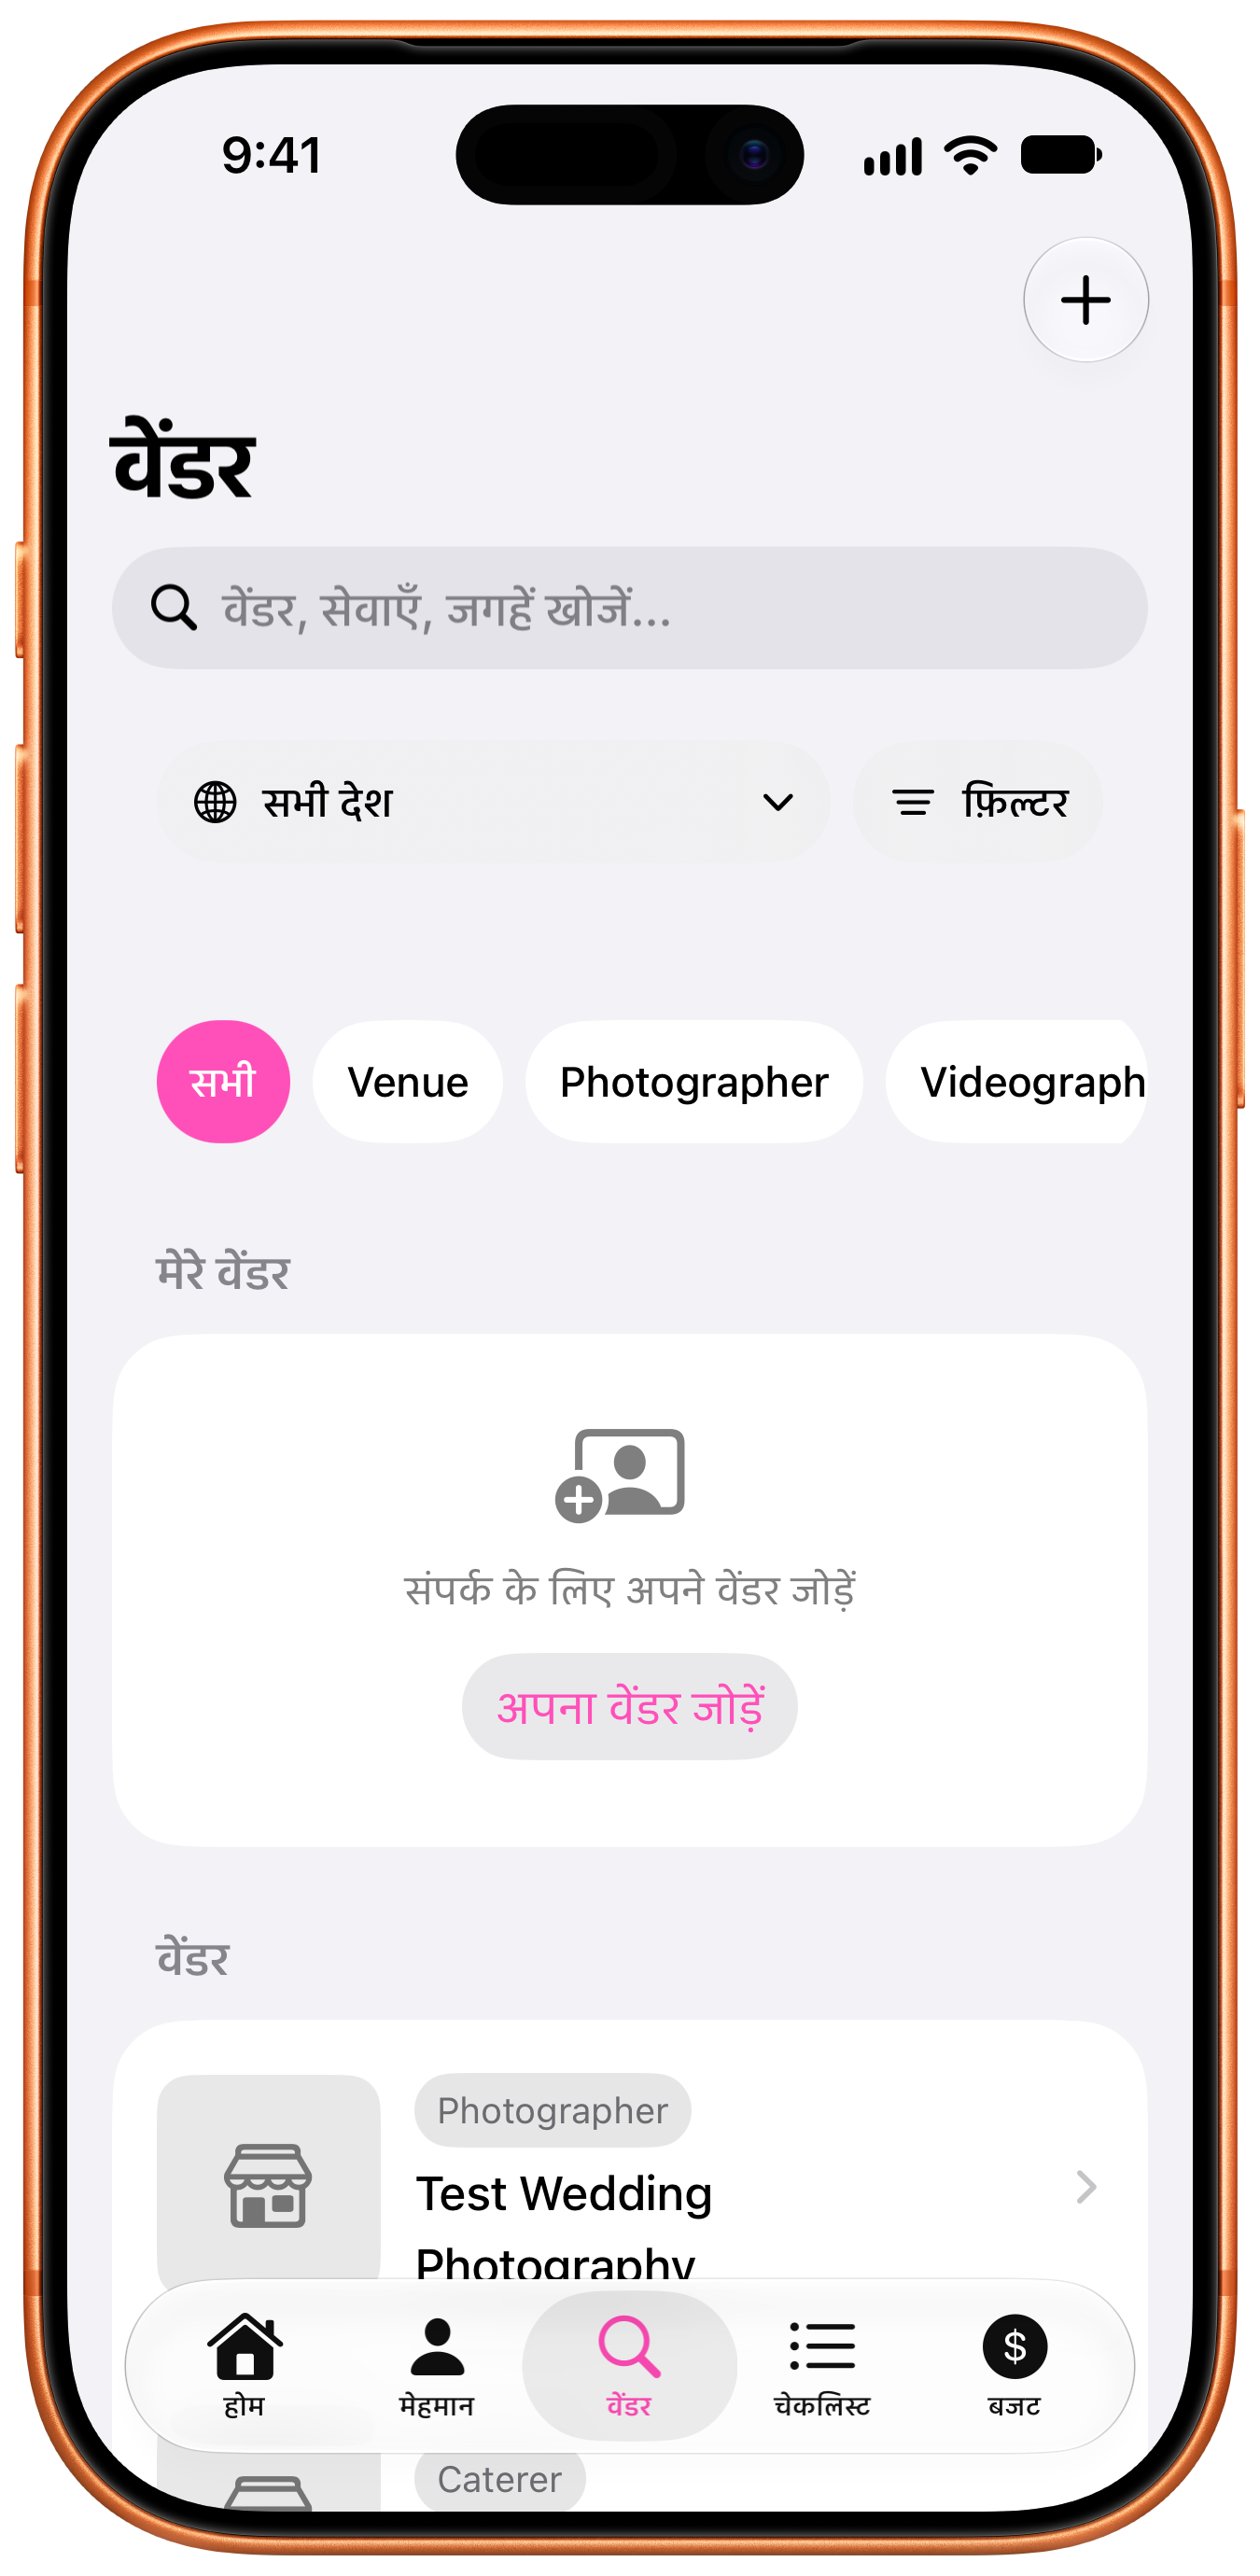 9:41
वेंडर
वेंडर, सेवाएँ, जगहें खोजें...
सभी देश
फ़िल्टर
सभी Venue Photographer Videograph
मेरे वेंडर
संपर्क के लिए अपने वेंडर जोड़ें
अपना वेंडर जोड़ें
वेंडर
Photographer
Test Wedding
Photography
होम मेहमान वेंडर चेकलिस्ट बजट
Caterer